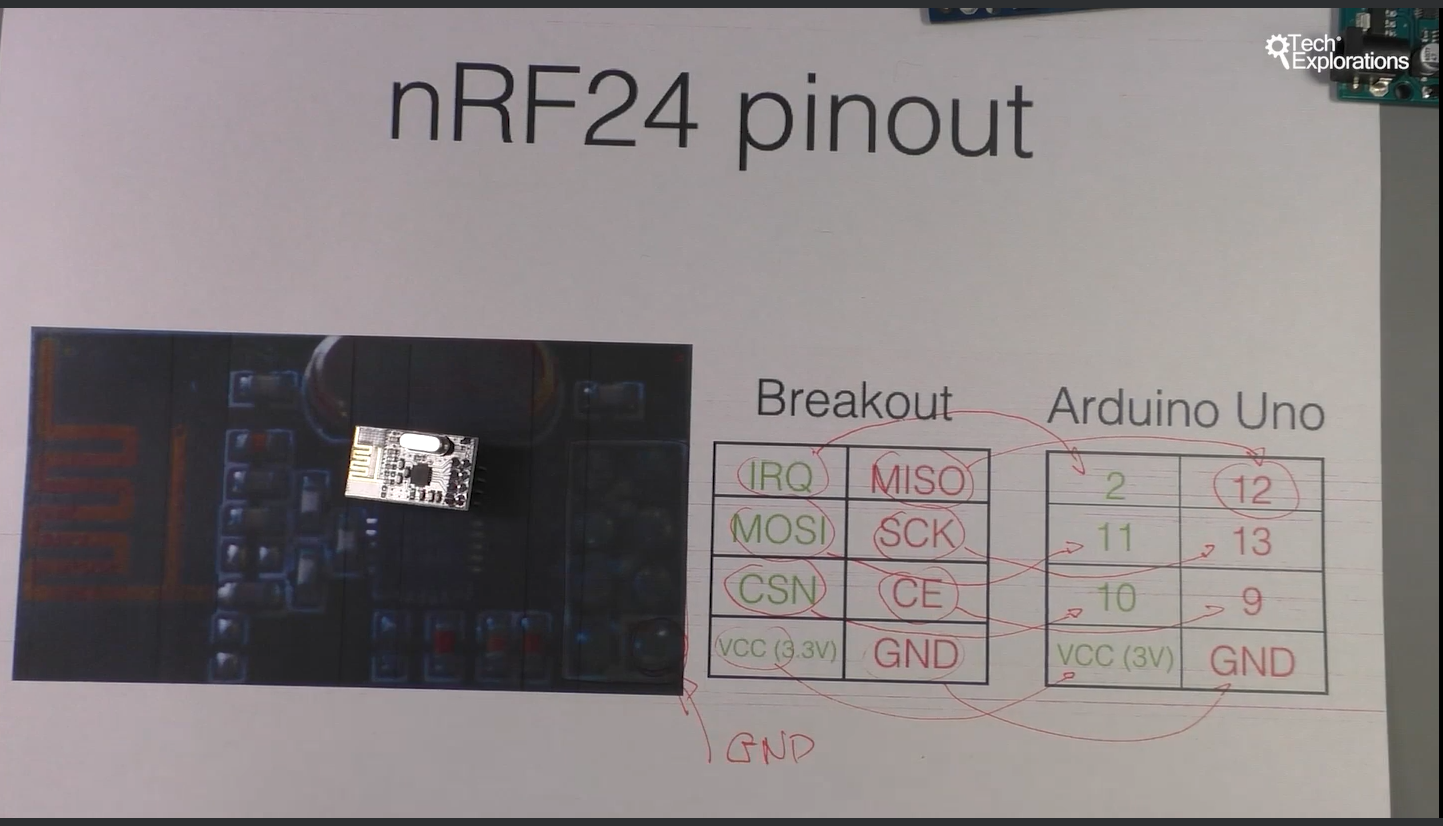 Tech
Explorations
nRF24 pinout
Breakout
Arduino Uno
IRQ MISO
2 12
MOSI SCK
11 13
CSN CE
10 9
VCC (3.3V) GND
VCC (3V) GND
GND